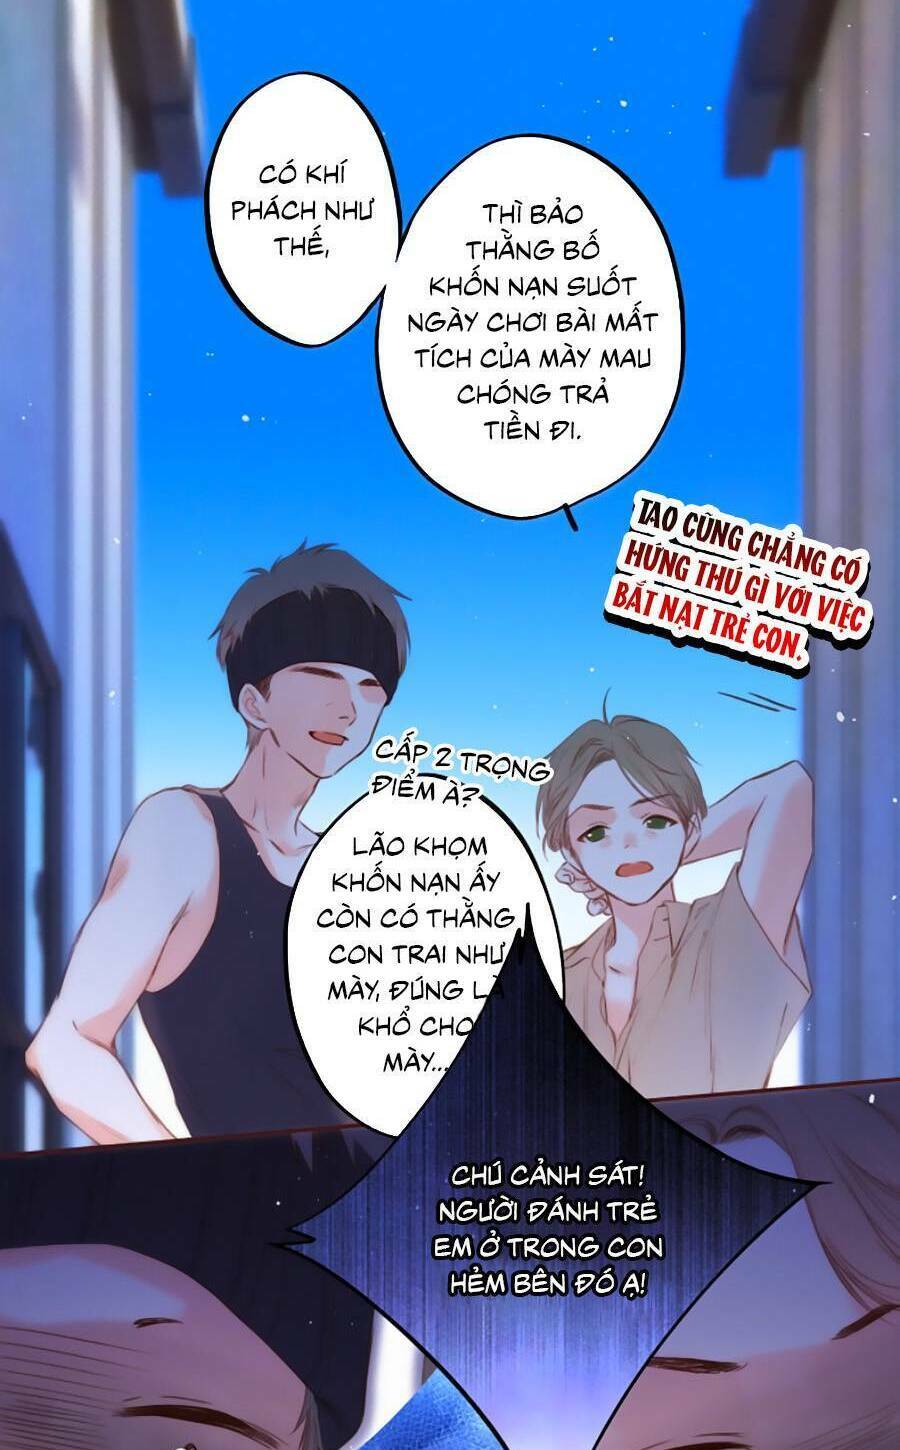 CÓ KHÍ
PHÁCH NHƯ
THẾ,
THÌ BẢO
THẰNG BỐ
KHỐN NẠN SUỐT
NGÀY CHƠI BÀI MẤT
TÍCH CỦA MÀY MAU
CHÓNG TRẢ
TIỀN ĐI.
TAO CŨNG CHẲNG CÓ
HỨNG THÚ GÌ VỚI VIỆC
BẮT NẠT TRẺ CON.
CẤP 2 TRỌNG
ĐIỂM À?
LÃO KHỌM
KHỐN NẠN ẤY
CÒN CÓ THẰNG
CON TRAI NHƯ
MÀY, ĐÚNG LÀ
KHỔ CHO
MÀY...
CHÚ CẢNH SÁT!
NGƯỜI ĐÁNH TRẺ
EM Ở TRONG CON
HẺM BÊN ĐÓ Ạ!